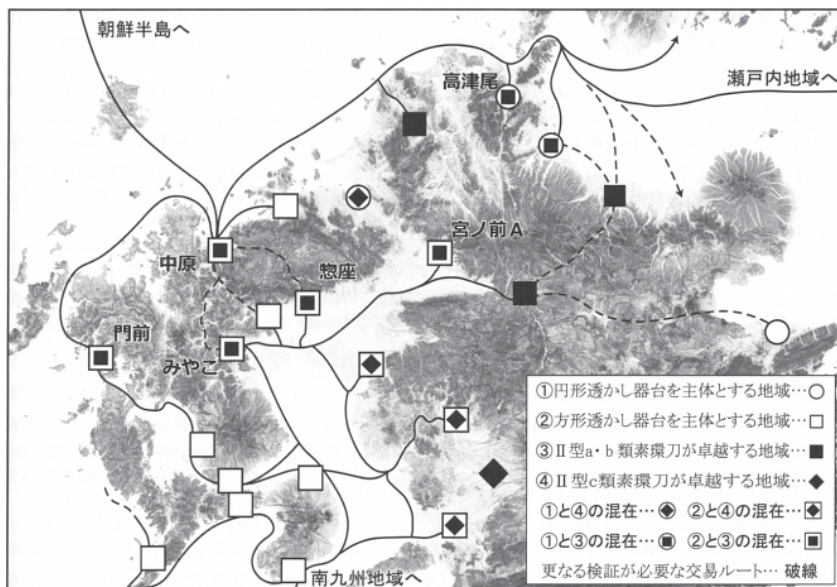 朝鮮半島へ
高津尾
瀬戸内地域へ
中原
宮ノ前A
惣座
門前
みやこ
南九州地域へ
①円形透かし器台を主体とする地域…○
②方形透かし器台を主体とする地域…□
③Ⅱ型a・b類素環刀が卓越する地域…■
④Ⅱ型c類素環刀が卓越する地域…◆
①と④の混在… ②と④の混在…
①と③の混在… ②と③の混在…
更なる検証が必要な交易ルート… 破線